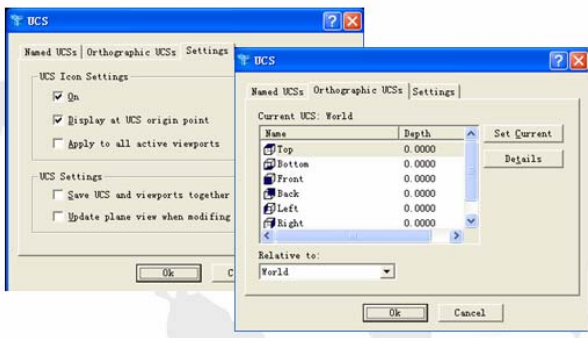 UCS
Named UCSs Orthographic UCSs Settings
UCS Icon Settings
On
Display at UCS origin point
Apply to all active viewports
UCS Settings
Save UCS and viewports together
Update plane view when modifing
Ok C
UCS
Named UCSs Orthographic UCSs Settings
Current UCS: World
Name Depth
Top 0.0000
Bottom 0.0000
Front 0.0000
Back 0.0000
Left 0.0000
Right 0.0000
Set Current
Details
Relative to:
World
Ok Cancel